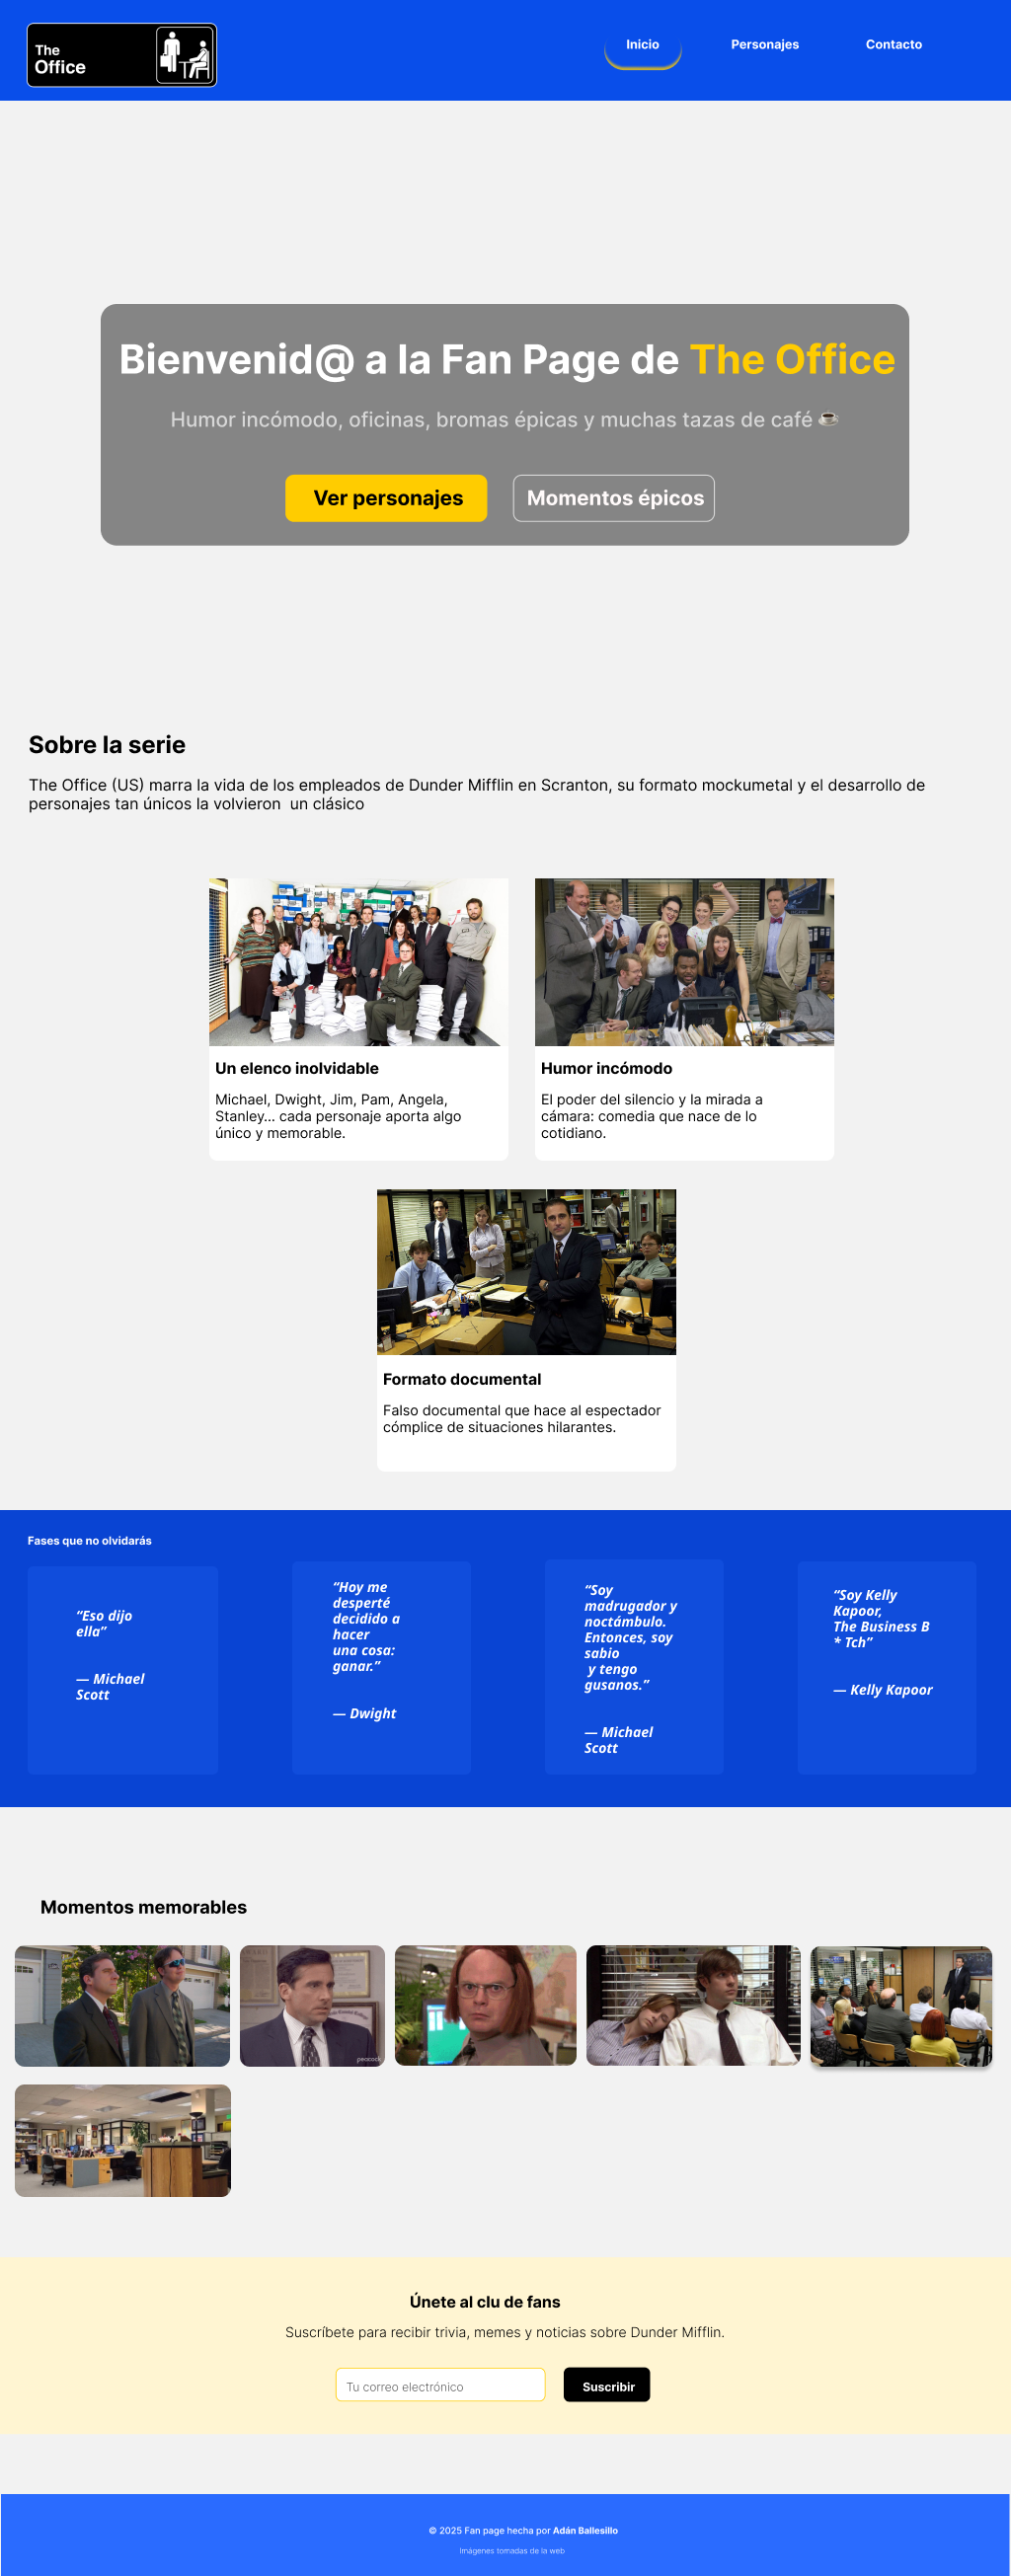 The
Office
Inicio
Personajes
Contacto
Bienvenid@ a la Fan Page de The Office
Humor incómodo, oficinas, bromas épicas y muchas tazas de café ☕
Ver personajes
Momentos épicos
Sobre la serie
The Office (US) marra la vida de los empleados de Dunder Mifflin en Scranton, su formato mockumetal y el desarrollo de
personajes tan únicos la volvieron  un clásico
Un elenco inolvidable
Michael, Dwight, Jim, Pam, Angela,
Stanley... cada personaje aporta algo
único y memorable.
Humor incómodo
El poder del silencio y la mirada a
cámara: comedia que nace de lo
cotidiano.
Formato documental
Falso documental que hace al espectador
cómplice de situaciones hilarantes.
Fases que no olvidarás
“Eso dijo
ella”
— Michael
Scott
“Hoy me
desperté
decidido a
hacer
una cosa:
ganar.”
— Dwight
“Soy
madrugador y
noctámbulo.
Entonces, soy
sabio
y tengo
gusanos.”
— Michael
Scott
“Soy Kelly
Kapoor,
The Business B
* Tch”
— Kelly Kapoor
Momentos memorables
peacock
Únete al clu de fans
Suscríbete para recibir trivia, memes y noticias sobre Dunder Mifflin.
Tu correo electrónico
Suscribir
© 2025 Fan page hecha por Adán Ballesillo
Imágenes tomadas de la web